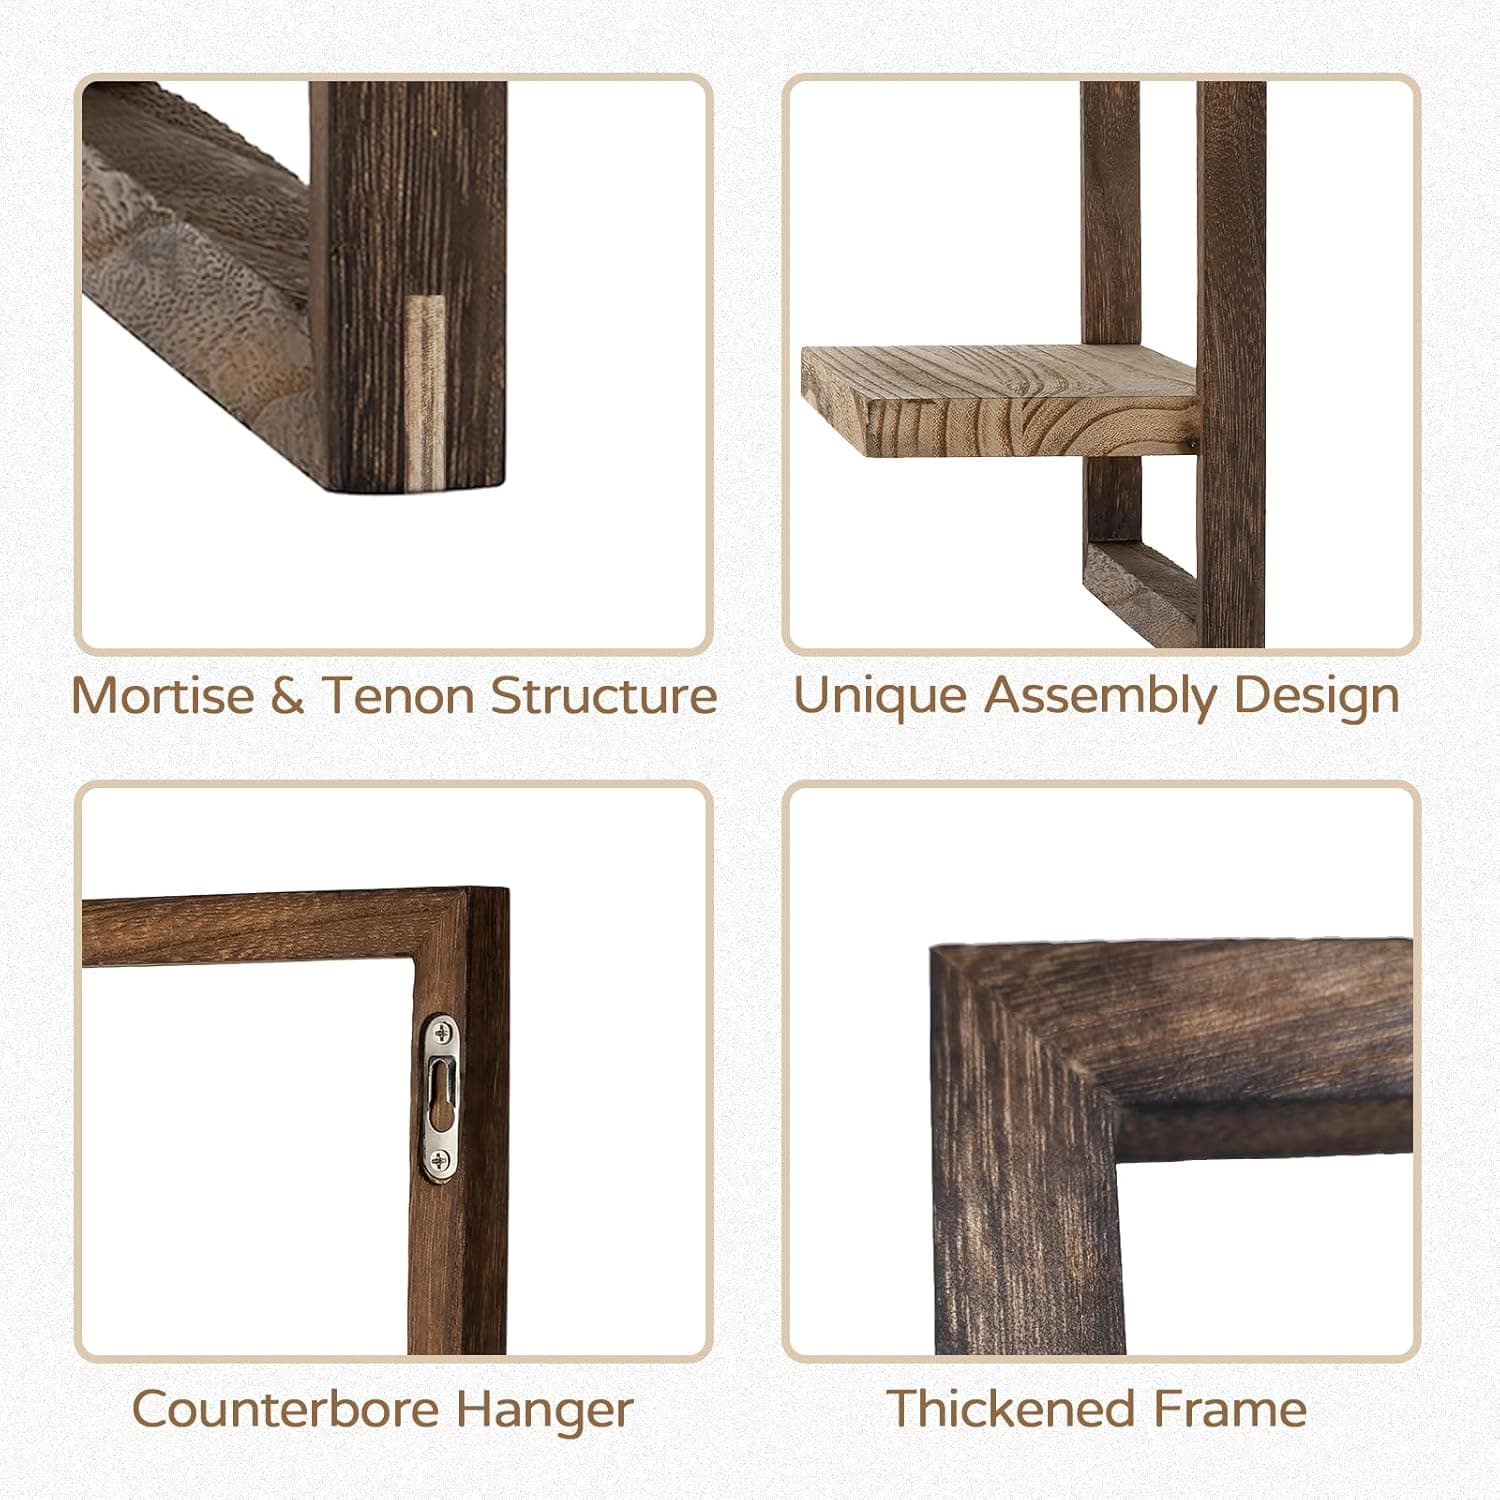 Mortise & Tenon Structure
Unique Assembly Design
Counterbore Hanger
Thickened Frame